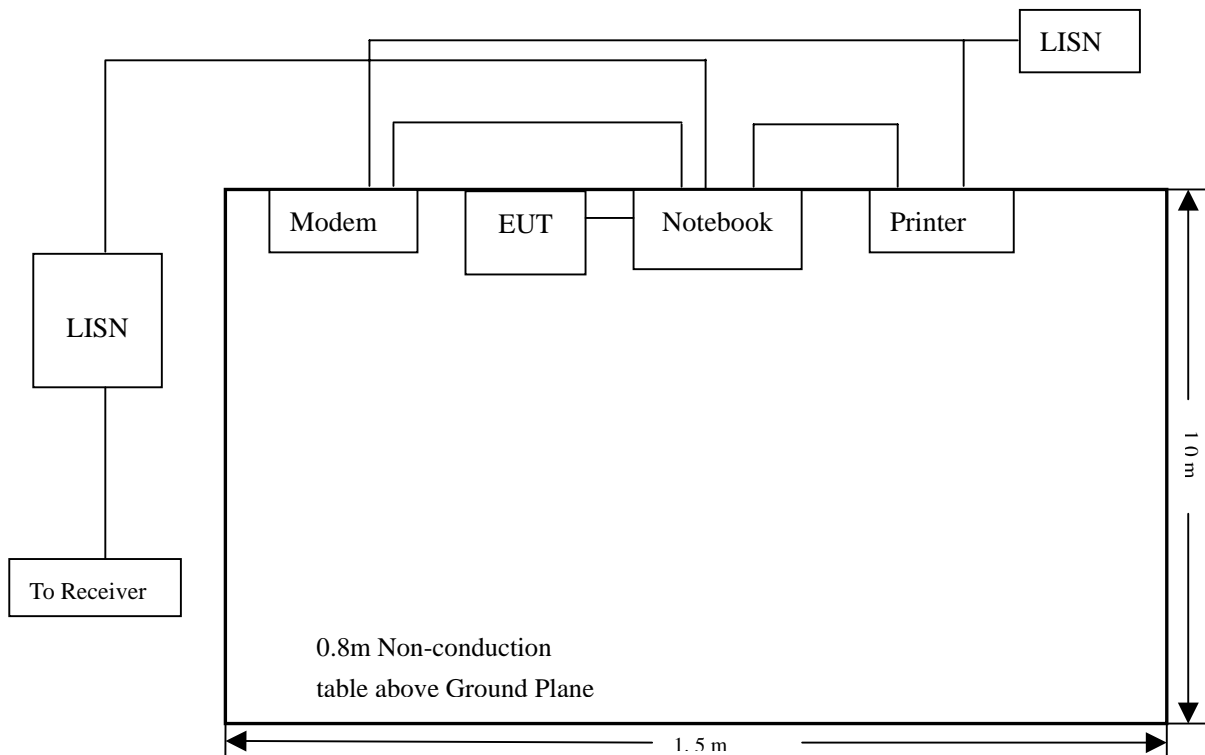 LISN
Modem
EUT
Notebook
Printer
LISN
1 0 m
To Receiver
0.8m Non-conduction
table above Ground Plane
1. 5 m